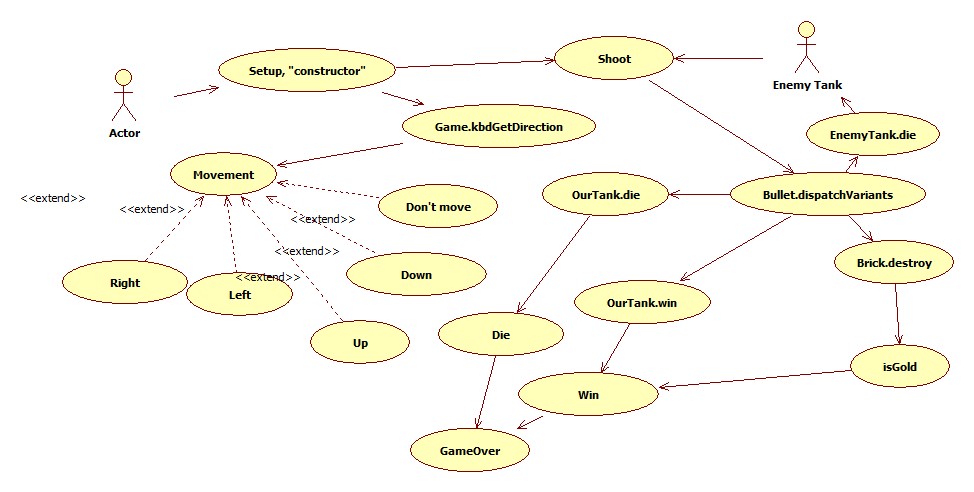 Setup, "constructor"
Shoot
Enemy Tank
Actor
Game.kbdGetDirection
EnemyTank.die
Movement
<<extend>>
<<extend>>
Don't move
<<extend>>
OurTank.die
Bullet.dispatchVariants
<<extend>>
Brick.destroy
Right
Left
<<extend>>
Down
OurTank.win
Up
Die
isGold
Win
GameOver